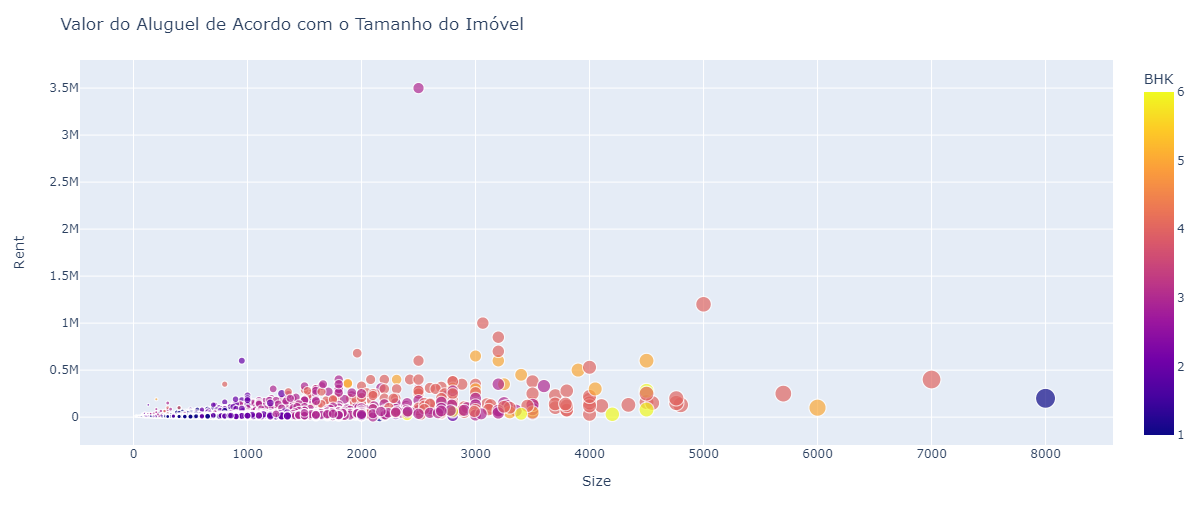 Valor do Aluguel de Acordo com o Tamanho do Imóvel
BHK
6
5
4
3
2
1
3.5M
3M
2.5M
2M
1.5M
1M
0.5M
0
Rent
0 1000 2000 3000 4000 5000 6000 7000 8000
Size